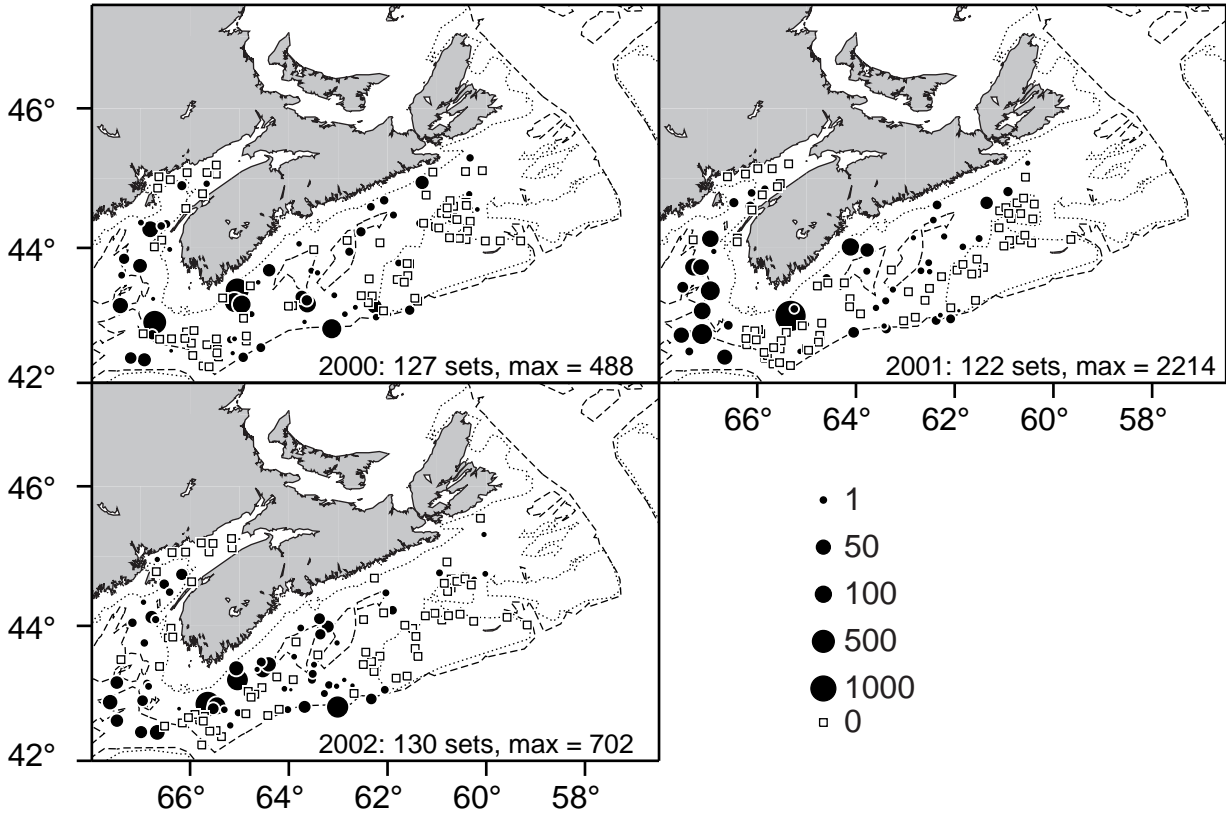 46°
44°
42°
2000: 127 sets, max = 488
2001: 122 sets, max = 2214
66° 64° 62° 60° 58°
46°
44°
42°
2002: 130 sets, max = 702
66° 64° 62° 60° 58°
1
50
100
500
1000
0